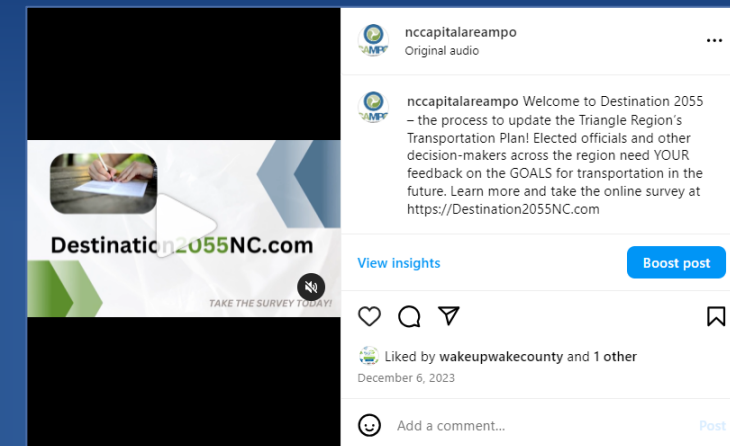 nccapitalareampo
Original audio
nccapitalareampo Welcome to Destination 2055
– the process to update the Triangle Region's
Transportation Plan! Elected officials and other
decision-makers across the region need YOUR
feedback on the GOALS for transportation in the
future. Learn more and take the online survey at
https://Destination2055NC.com
Destination2055NC.com
TAKE THE SURVEY TODAY!
View insights
Boost post
Liked by wakeupwakecounty and 1 other
December 6, 2023
Add a comment...
Post